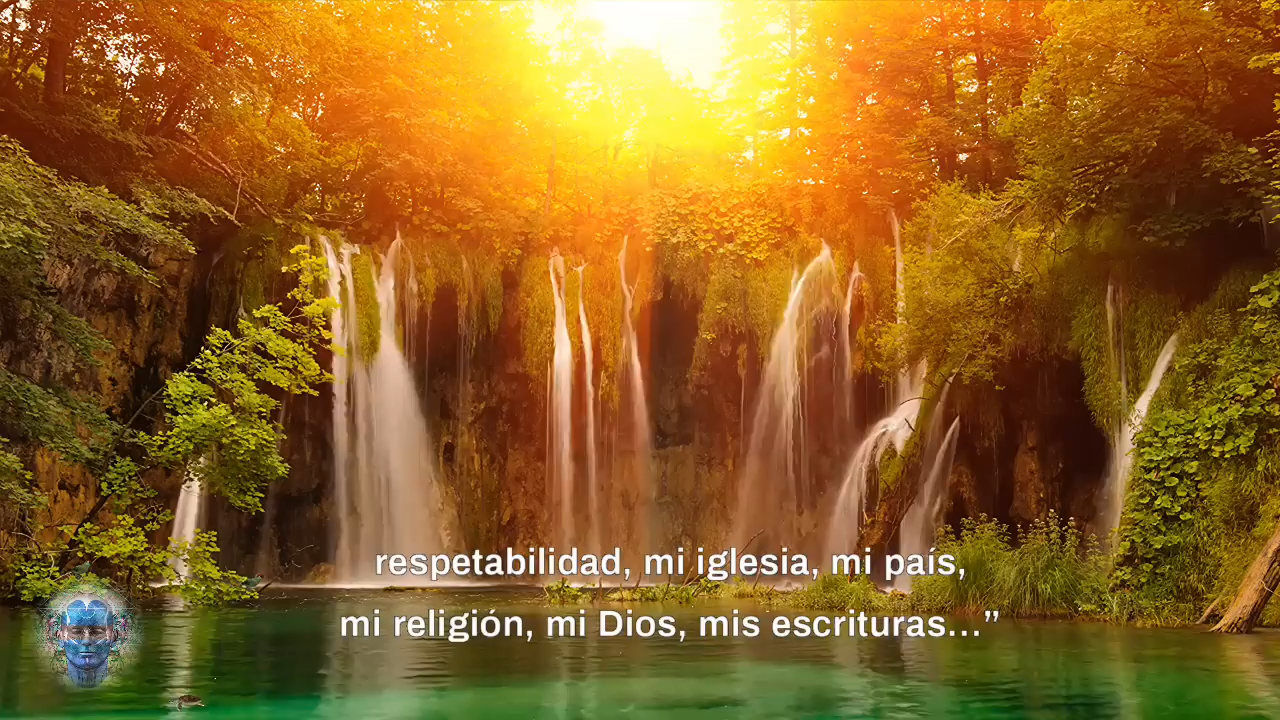 respetabilidad, mi iglesia, mi país,
mi religión, mi Dios, mis escrituras...”